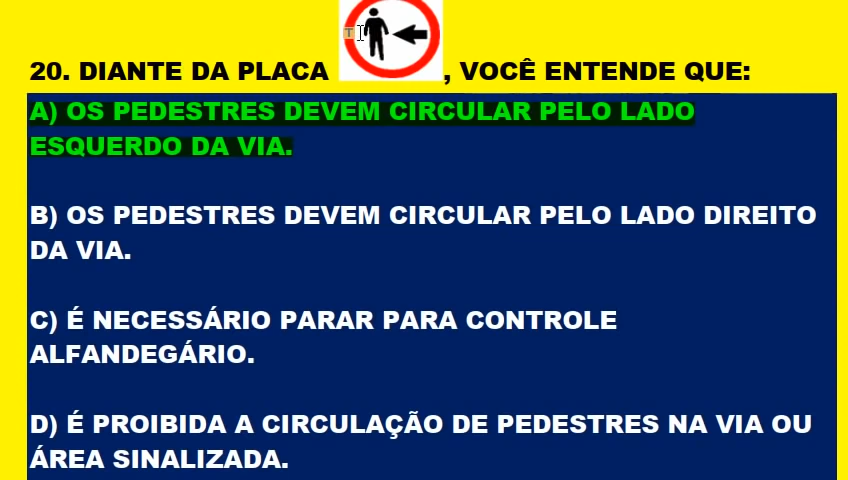 20. DIANTE DA PLACA , VOCÊ ENTENDE QUE:
A) OS PEDESTRES DEVEM CIRCULAR PELO LADO
ESQUERDO DA VIA.
B) OS PEDESTRES DEVEM CIRCULAR PELO LADO DIREITO
DA VIA.
C) É NECESSÁRIO PARAR PARA CONTROLE
ALFANDEGÁRIO.
D) É PROIBIDA A CIRCULAÇÃO DE PEDESTRES NA VIA OU
ÁREA SINALIZADA.